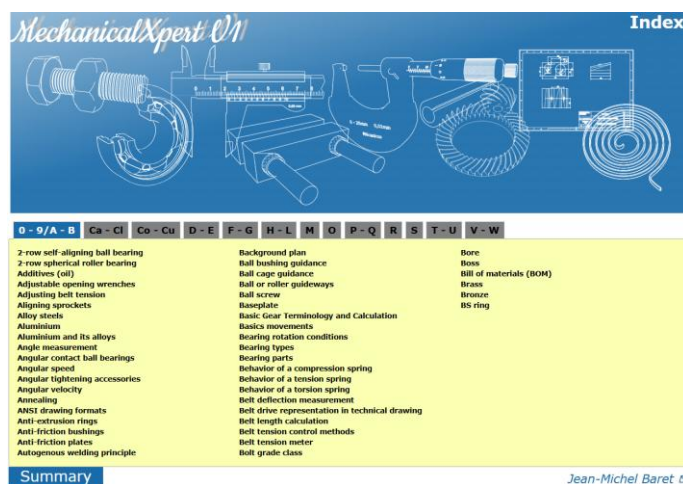 MechanicalXpert V1
Index
0 - 9/A - B
Ca - Cl
Co - Cu
D - E
F - G
H - L
M
O
P - Q
R
S
T - U
V - W
2-row self-aligning ball bearing
2-row spherical roller bearing
Additives (oil)
Adjustable opening wrenches
Adjusting belt tension
Aligning sprockets
Alloy steels
Aluminium
Aluminium and its alloys
Angle measurement
Angular contact ball bearings
Angular speed
Angular tightening accessories
Angular velocity
Annealing
ANSI drawing formats
Anti-extrusion rings
Anti-friction bushings
Anti-friction plates
Autogenous welding principle
Background plan
Ball bushing guidance
Ball cage guidance
Ball or roller guideways
Ball screw
Baseplate
Basic Gear Terminology and Calculation
Basics movements
Bearing rotation conditions
Bearing types
Bearing parts
Behavior of a compression spring
Behavior of a tension spring
Behavior of a torsion spring
Belt deflection measurement
Belt drive representation in technical drawing
Belt length calculation
Belt tension control methods
Belt tension meter
Bolt grade class
Bore
Boss
Bill of materials (BOM)
Brass
Bronze
BS ring
Summary
Jean-Michel Baret